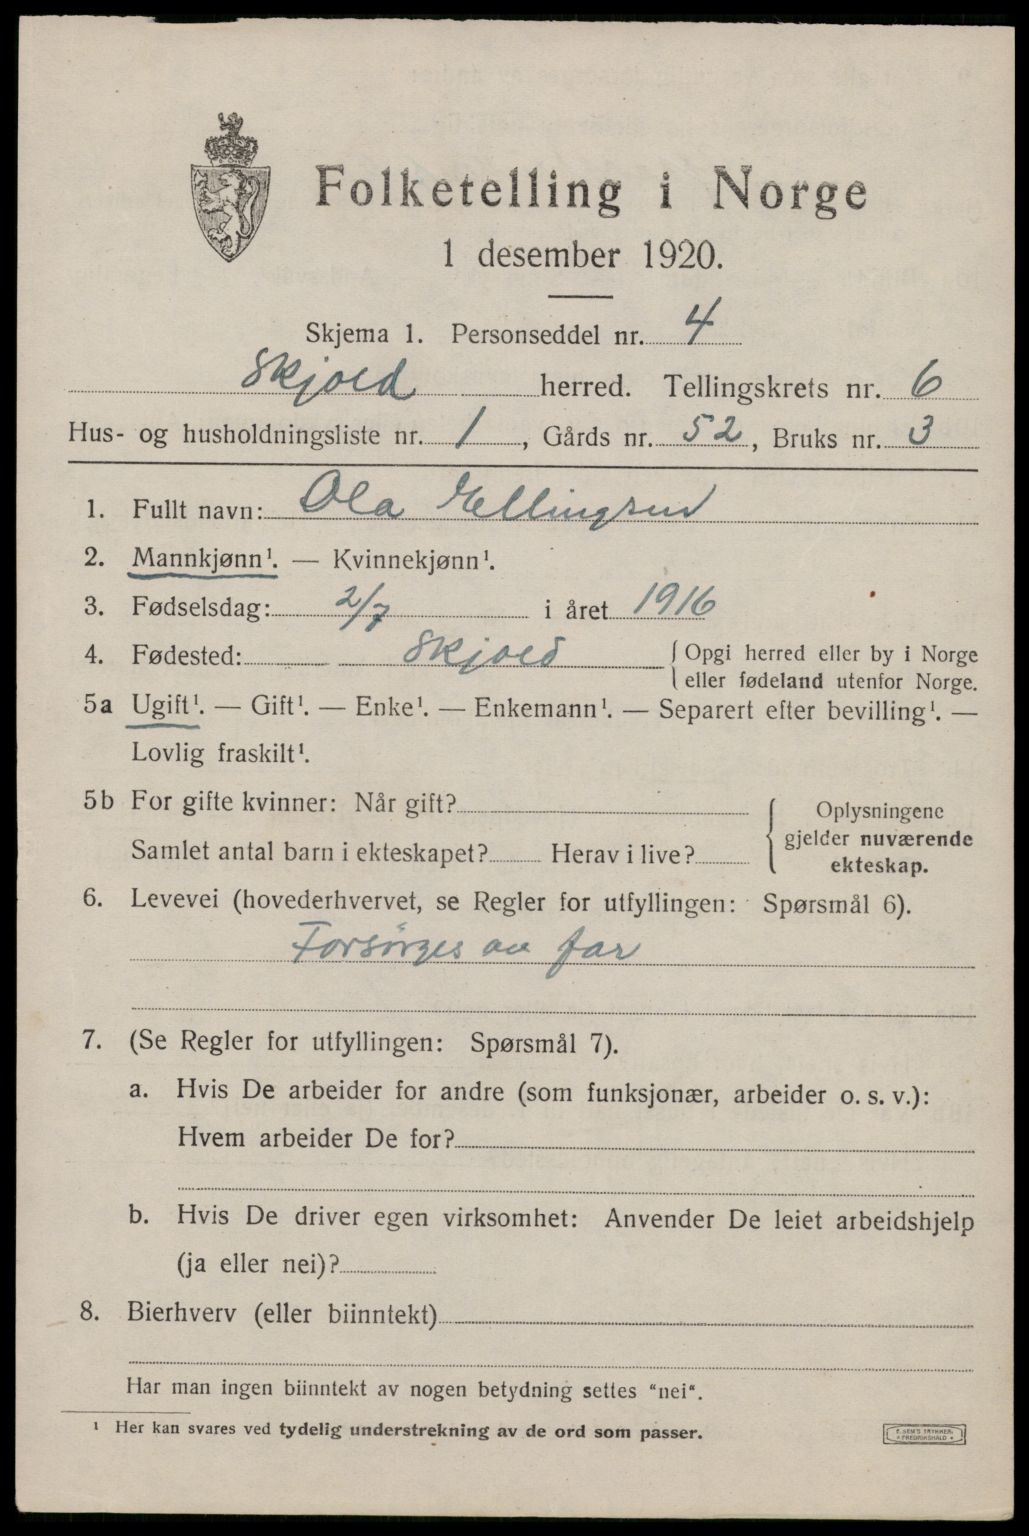 Folketelling i Norge
1 desember 1920.
Skjema 1. Personseddel nr. 4
Skjold herred. Tellingskrets nr. 6
Hus- og husholdningsliste nr. 1, Gårds nr. 52, Bruks nr. 3
1. Fullt navn: Ola Ellingsen
2. Mannkjønn¹. — Kvinnekjønn¹.
3. Fødselsdag: 2/7 i året 1916
4. Fødested: Skjold { Opgi herred eller by i Norge
eller fødeland utenfor Norge.
5a Ugift¹. — Gift¹. — Enke¹. — Enkemann¹. — Separert efter bevilling¹. —
Lovlig fraskilt¹.
5b For gifte kvinner: Når gift?
Samlet antal barn i ekteskapet? Herav i live?
{ Oplysningene
gjelder nuværende
ekteskap.
6. Levevei (hovederhvervet, se Regler for utfyllingen: Spørsmål 6).
Forsørges av far
7. (Se Regler for utfyllingen: Spørsmål 7).
a. Hvis De arbeider for andre (som funksjonær, arbeider o. s. v.):
Hvem arbeider De for?
b. Hvis De driver egen virksomhet: Anvender De leiet arbeidshjelp
(ja eller nei)?
8. Bierhverv (eller biinntekt)
Har man ingen biinntekt av nogen betydning settes "nei".
¹ Her kan svares ved tydelig understrekning av de ord som passer.
E. SEM'S TRYKKERI
FREDRIKSHALD